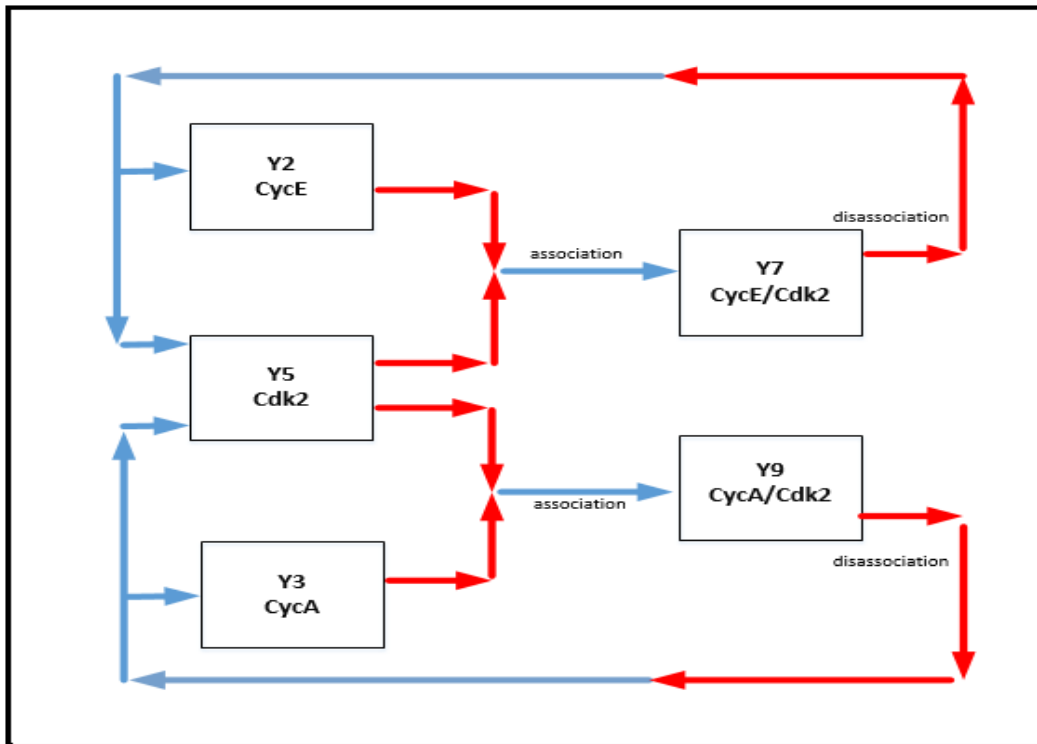 Y2
CycE
disassociation
association
Y7
CycE/Cdk2
Y5
Cdk2
Y9
CycA/Cdk2
association
disassociation
Y3
CycA